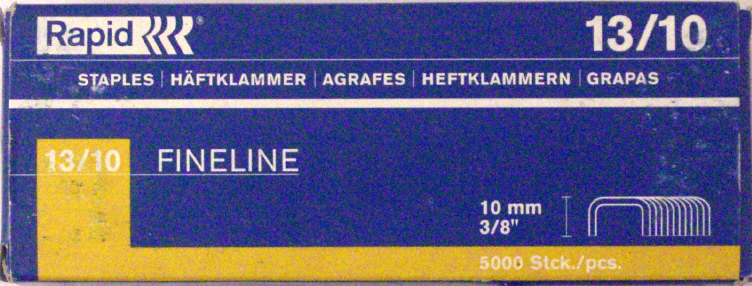 Rapid ®
13/10
STAPLES | HÄFTKLAMMER | AGRAFES | HEFTKLAMMERN | GRAPAS
13/10 FINELINE
10 mm
3/8"
5000 Stck./pcs.